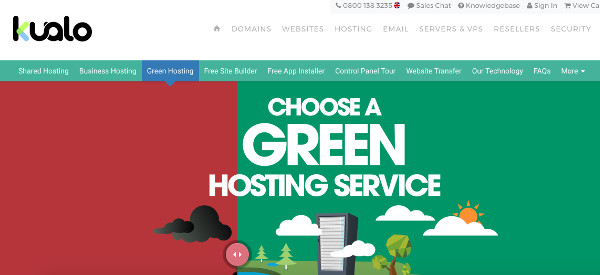 0800 138 3235 Sales Chat Knowledgebase Sign In View Ca
kualo
DOMAINS WEBSITES HOSTING EMAIL SERVERS & VPS RESELLERS SECURITY
Shared Hosting Business Hosting Green Hosting Free Site Builder Free App Installer Control Panel Tour Website Transfer Our Technology FAQs More
CHOOSE A
GREEN
HOSTING SERVICE